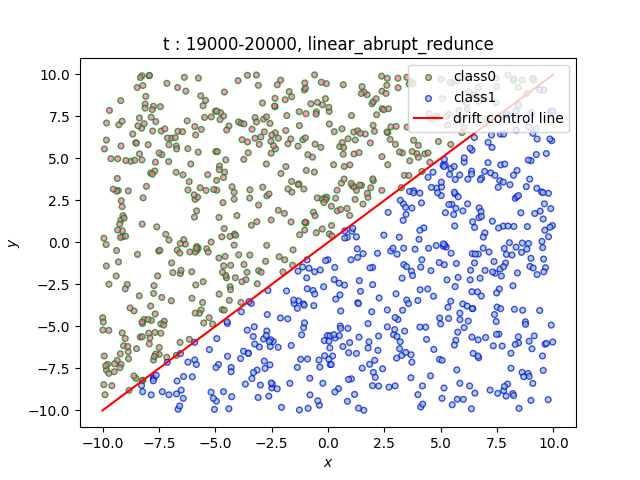 t : 19000-20000, linear_abrupt_redunce
class0
class1
drift control line
y
10.0
7.5
5.0
2.5
0.0
−2.5
−5.0
−7.5
−10.0
−10.0 −7.5 −5.0 −2.5 0.0 2.5 5.0 7.5 10.0
x